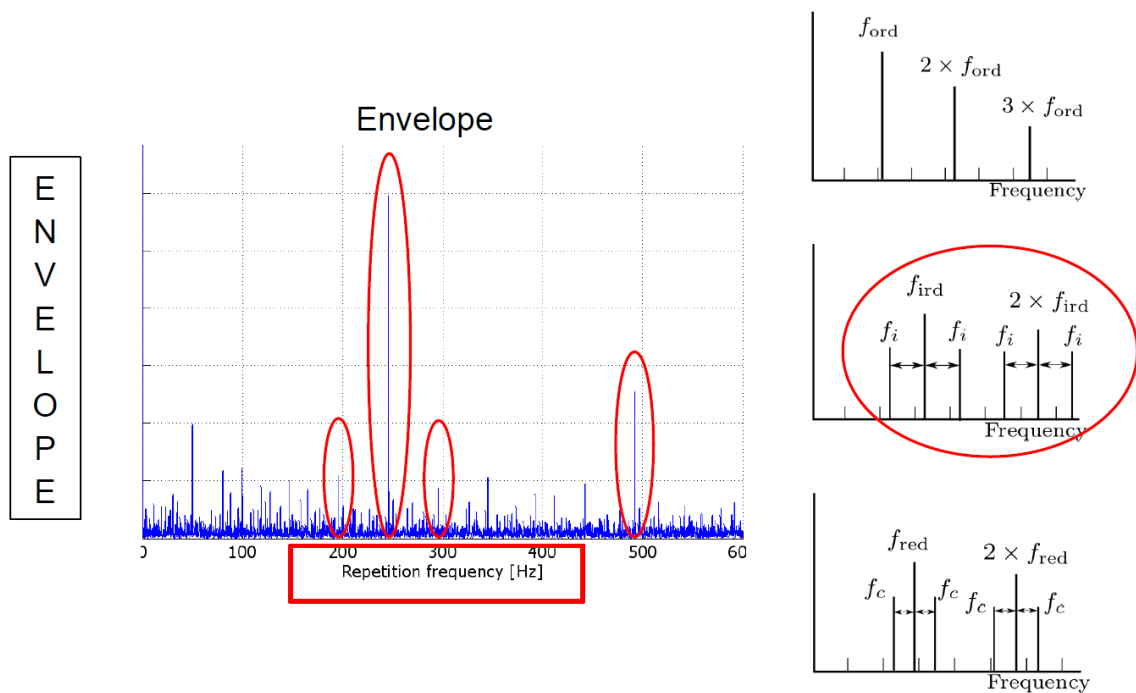 E
N
V
E
L
O
P
E
Envelope
0 100 200 300 400 500 60
Repetition frequency [Hz]
f_ord
2 × f_ord
3 × f_ord
Frequency
f_ird
2 × f_ird
f_i f_i f_i f_i
Frequency
f_red
2 × f_red
f_c f_c f_c f_c
Frequency